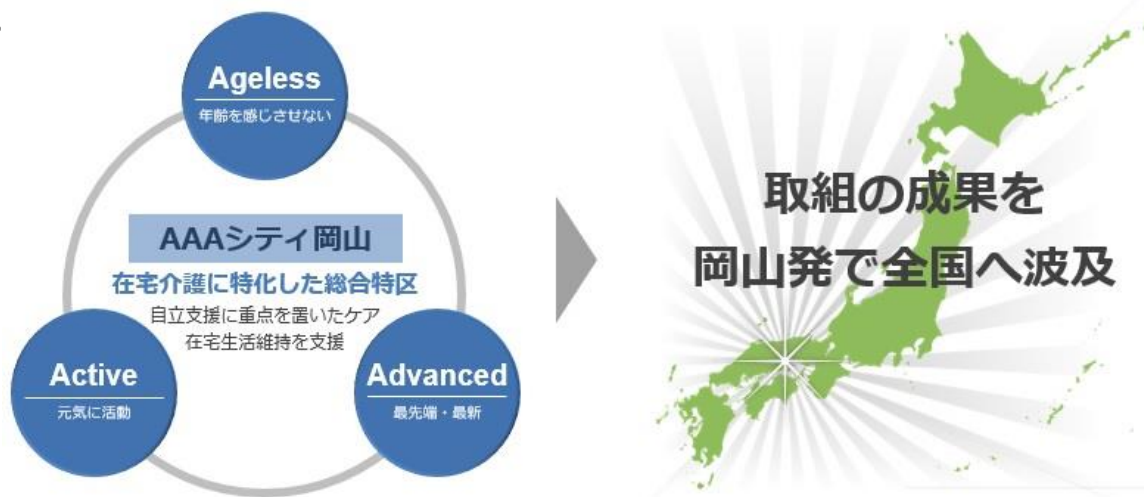 Ageless
年齢を感じさせない
AAAシティ岡山
在宅介護に特化した総合特区
自立支援に重点を置いたケア
在宅生活維持を支援
Active
元気に活動
Advanced
最先端・最新
取組の成果を
岡山発で全国へ波及